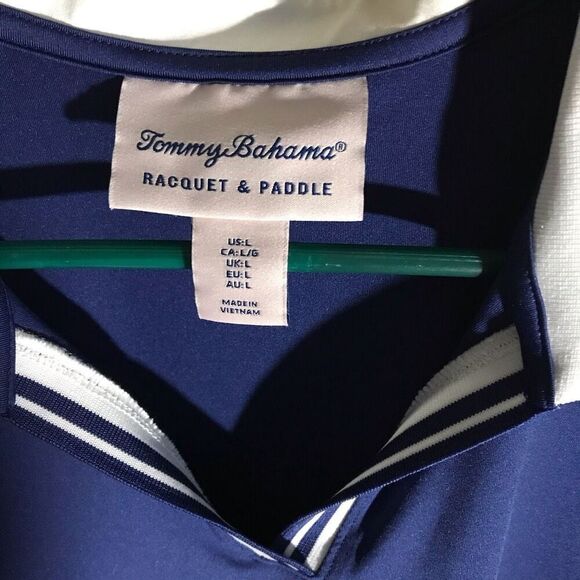 Tommy Bahama®
RACQUET & PADDLE
US:L
CA:L/G
UK:L
EU:L
AU:L
MADE IN
VIETNAM